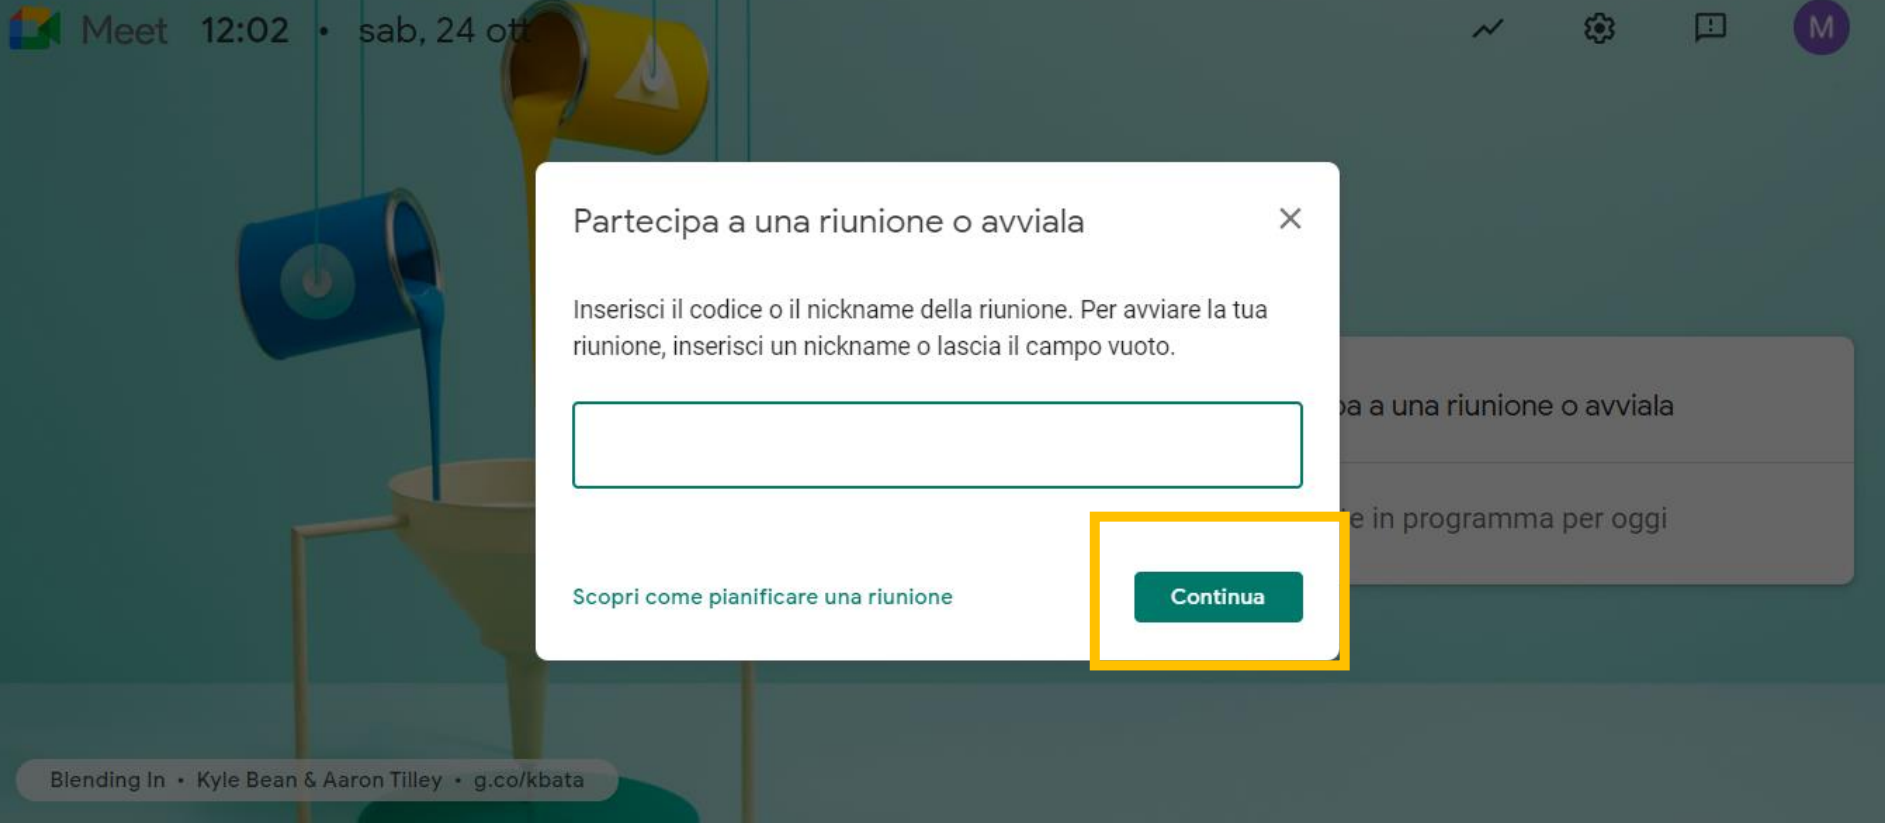 Meet 12:02 • sab, 24 ott
M
Partecipa a una riunione o avviala
Inserisci il codice o il nickname della riunione. Per avviare la tua
riunione, inserisci un nickname o lascia il campo vuoto.
a a una riunione o avviala
e in programma per oggi
Scopri come pianificare una riunione
Continua
Blending In • Kyle Bean & Aaron Tilley • g.co/kbata